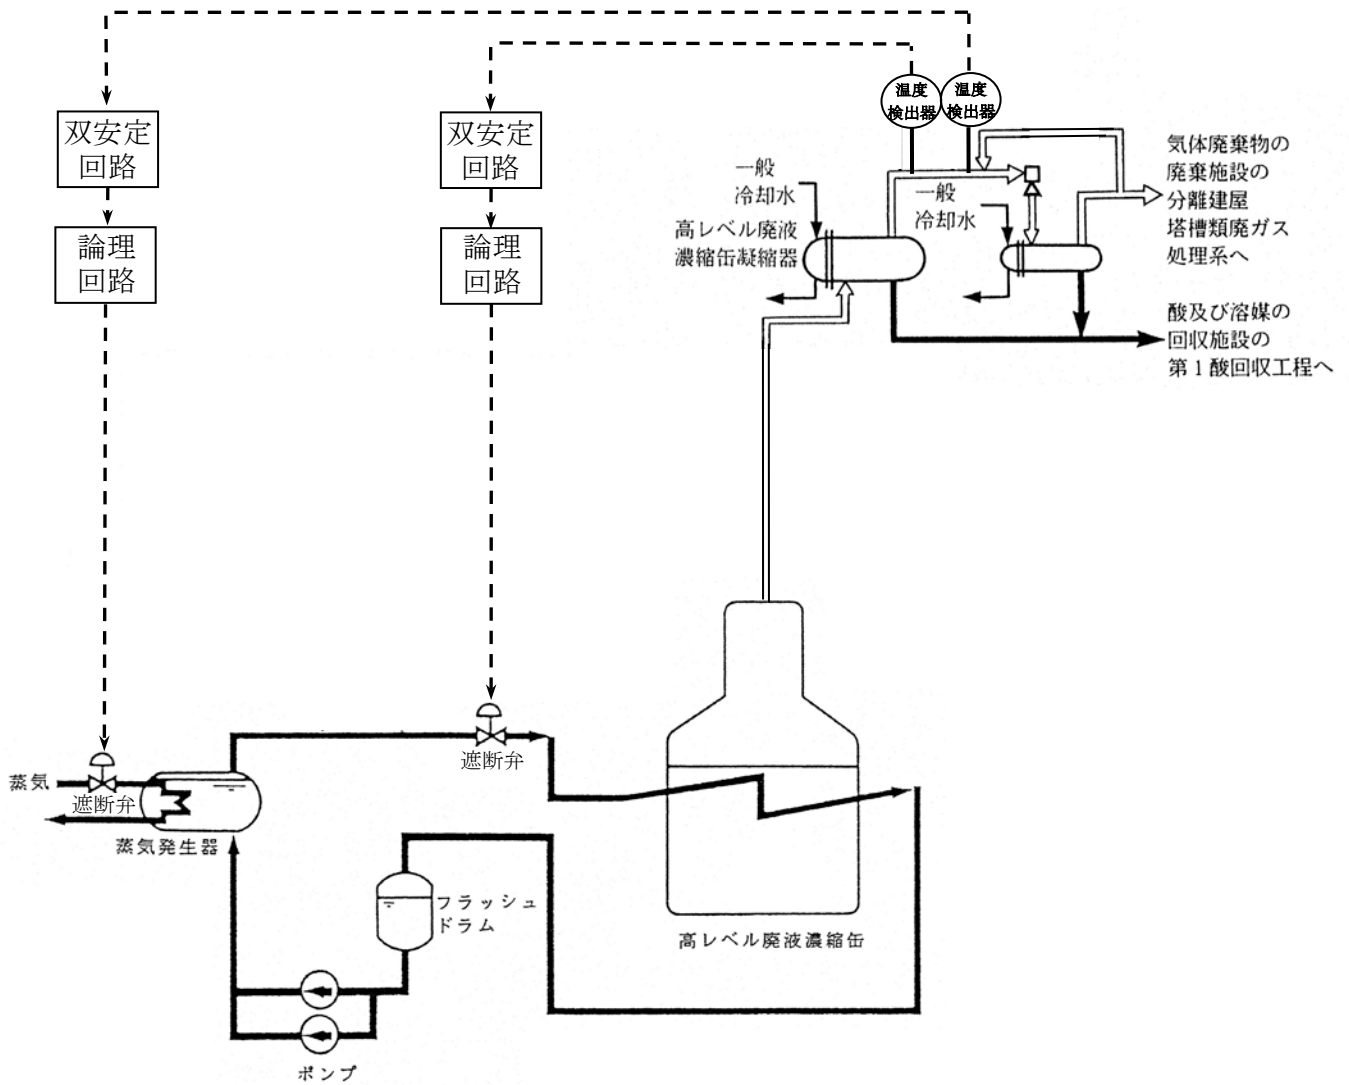 温度
検出器
温度
検出器
双安定
回路
双安定
回路
論理
回路
論理
回路
一般
冷却水
高レベル廃液
濃縮缶凝縮器
一般
冷却水
気体廃棄物の
廃棄施設の
分離建屋
塔槽類廃ガス
処理系へ
酸及び溶媒の
回収施設の
第1酸回収工程へ
遮断弁
蒸気
遮断弁
蒸気発生器
フラッシュ
ドラム
高レベル廃液濃縮缶
ポンプ